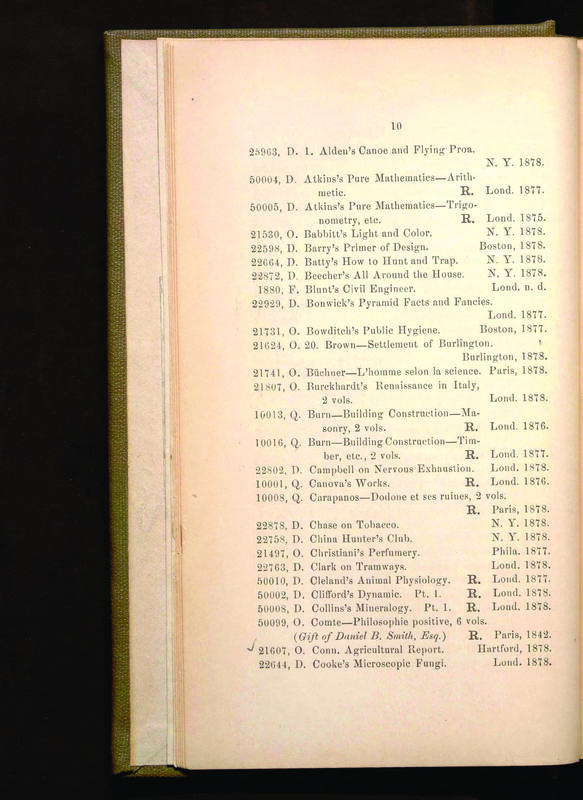 10
25963, D. 1. Alden's Canoe and Flying Proa.
N. Y. 1878.
50004, D. Atkins's Pure Mathematics—Arith-
metic. R. Lond. 1877.
50005, D. Atkins's Pure Mathematics—Trigo-
nometry, etc. R. Lond. 1875.
21530, O. Babbitt's Light and Color. N. Y. 1878.
22598, D. Barry's Primer of Design. Boston, 1878.
22664, D. Batty's How to Hunt and Trap. N. Y. 1878.
22872, D. Beecher's All Around the House. N. Y. 1878.
1880, F. Blunt's Civil Engineer. Lond. n. d.
22929, D. Bonwick's Pyramid Facts and Fancies.
Lond. 1877.
21731, O. Bowditch's Public Hygiene. Boston, 1877.
21624, O. 20. Brown—Settlement of Burlington.
Burlington, 1878.
21741, O. Büchner—L'homme selon la science. Paris, 1878.
21807, O. Burckhardt's Renaissance in Italy,
2 vols. Lond. 1878.
10013, Q. Burn—Building Construction—Ma-
sonry, 2 vols. R. Lond. 1876.
10016, Q. Burn—Building Construction—Tim-
ber, etc., 2 vols. R. Lond. 1877.
22802, D. Campbell on Nervous Exhaustion. Lond. 1878.
10001, Q. Canova's Works. R. Lond. 1876.
10008, Q. Carapanos—Dodone et ses ruines, 2 vols.
R. Paris, 1878.
22878, D. Chase on Tobacco. N. Y. 1878.
22758, D. China Hunter's Club. N. Y. 1878.
21497, O. Christiani's Perfumery. Phila. 1877.
22763, D. Clark on Tramways. Lond. 1878.
50010, D. Cleland's Animal Physiology. R. Lond. 1877.
50002, D. Clifford's Dynamic. Pt. 1. R. Lond. 1878.
50008, D. Collins's Mineralogy. Pt. 1. R. Lond. 1878.
50099, O. Comte—Philosophie positive, 6 vols.
(Gift of Daniel B. Smith, Esq.) R. Paris, 1842.
21607, O. Conn. Agricultural Report. Hartford, 1878.
22644, D. Cooke's Microscopic Fungi. Lond. 1878.